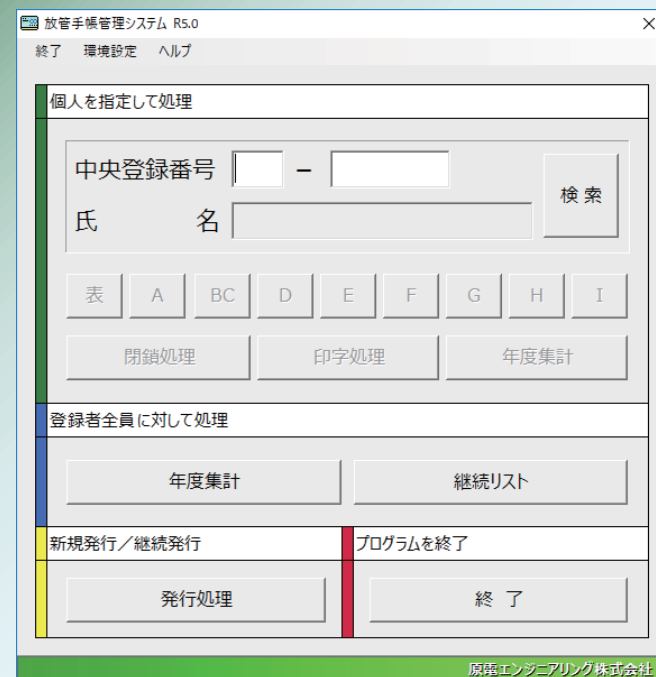 放管手帳管理システム R5.0
終了 環境設定 ヘルプ
個人を指定して処理
中央登録番号 －
氏 名
検 索
表 A BC D E F G H I
閉鎖処理 印字処理 年度集計
登録者全員に対して処理
年度集計 継続リスト
新規発行／継続発行 プログラムを終了
発行処理 終 了
原電エンジニアリング株式会社